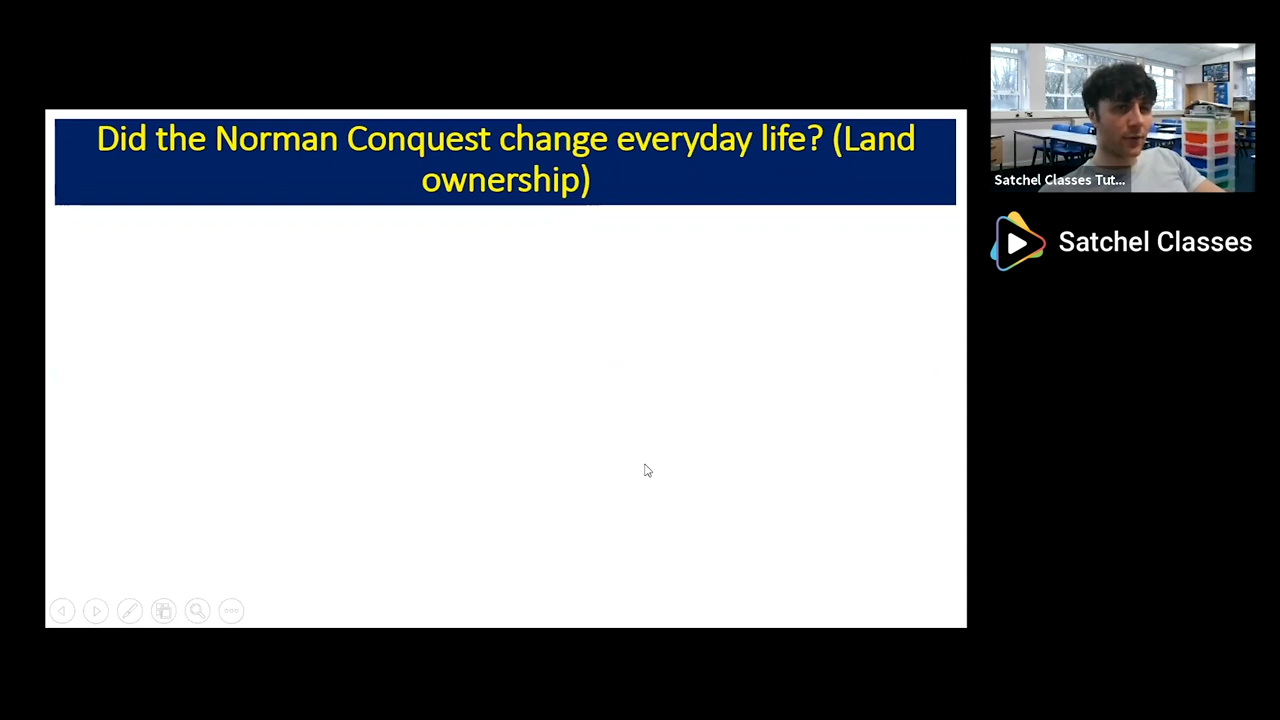 Did the Norman Conquest change everyday life? (Land
ownership)
Satchel Classes Tut...
Satchel Classes